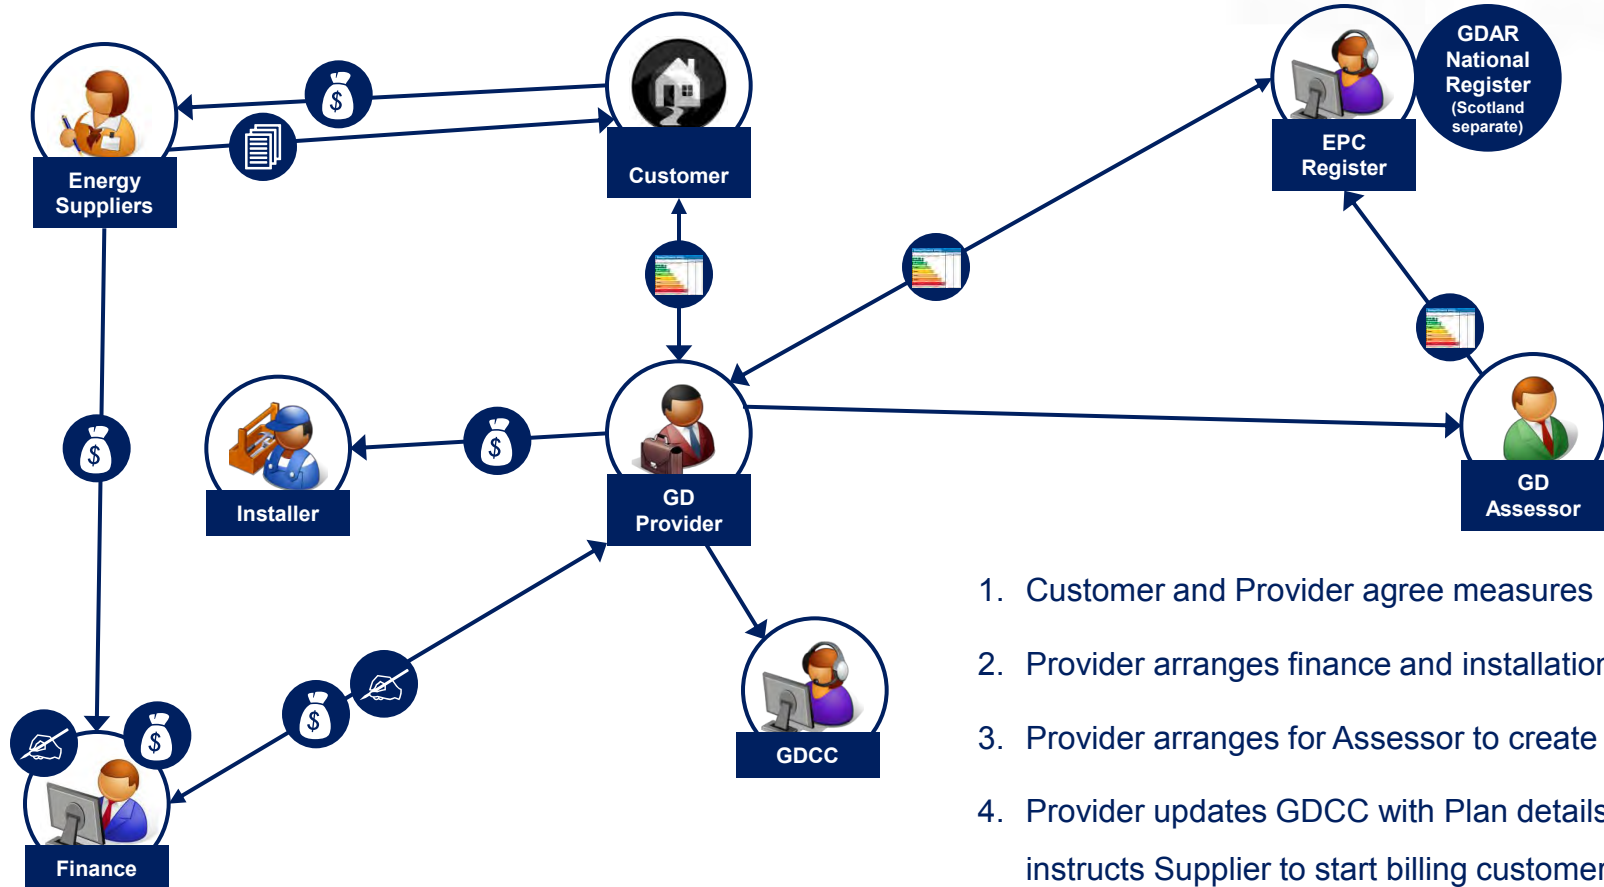 Energy
Suppliers
Customer
EPC
Register
GDAR
National
Register
(Scotland
separate)
Installer
GD
Provider
GD
Assessor
GDCC
Finance
1. Customer and Provider agree measures
2. Provider arranges finance and installation
3. Provider arranges for Assessor to create
4. Provider updates GDCC with Plan details
instructs Supplier to start billing customer